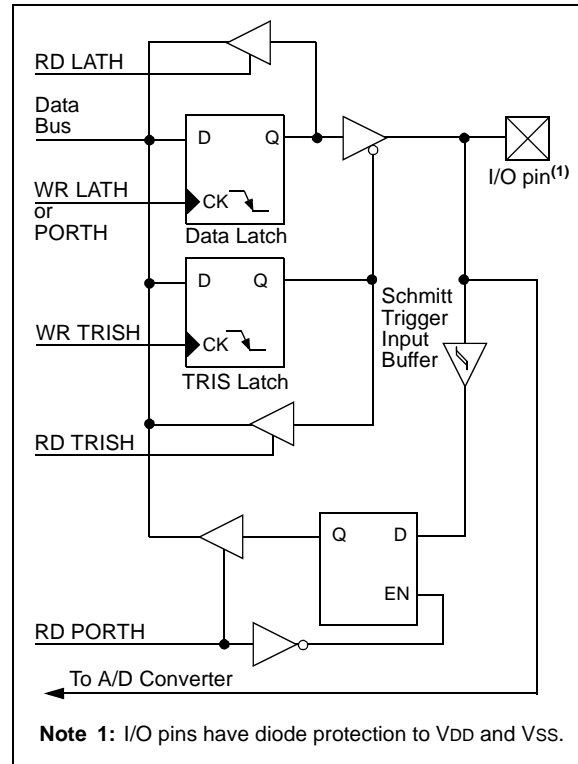 RD LATH
Data
Bus
D
Q
I/O pin(1)
WR LATH
or
PORTH
CK
Data Latch
D
Q
WR TRISH
CK
TRIS Latch
Schmitt
Trigger
Input
Buffer
RD TRISH
Q
D
EN
RD PORTH
To A/D Converter
Note 1: I/O pins have diode protection to VDD and VSS.